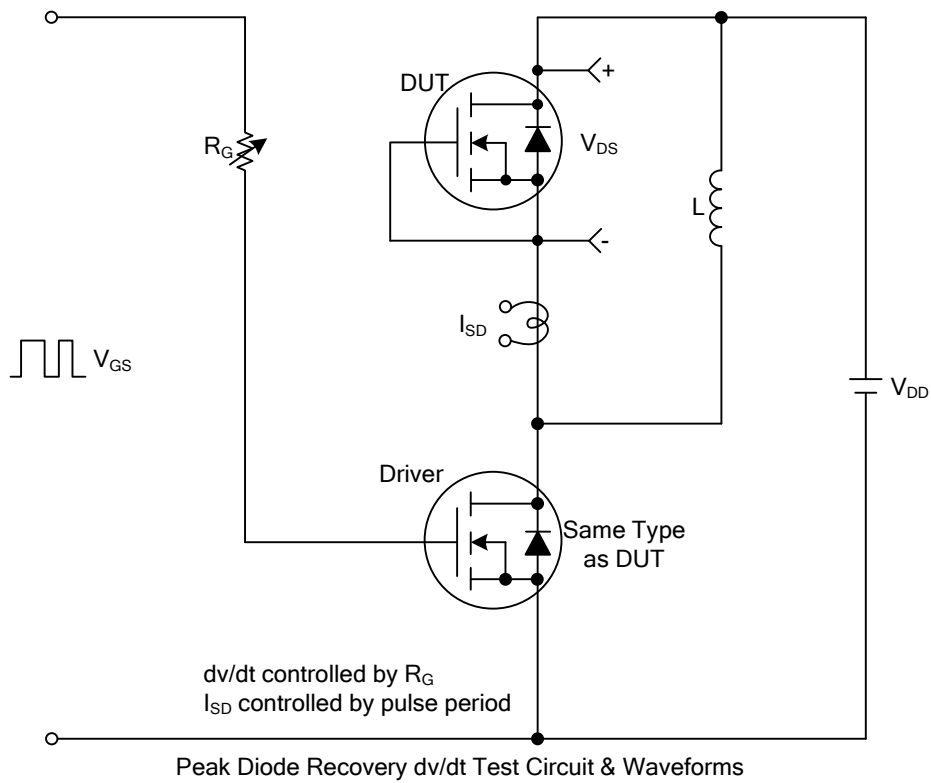 DUT
+
R_G
V_DS
L
-
I_SD
V_GS
V_DD
Driver
Same Type
as DUT
dv/dt controlled by R_G
I_SD controlled by pulse period
Peak Diode Recovery dv/dt Test Circuit & Waveforms